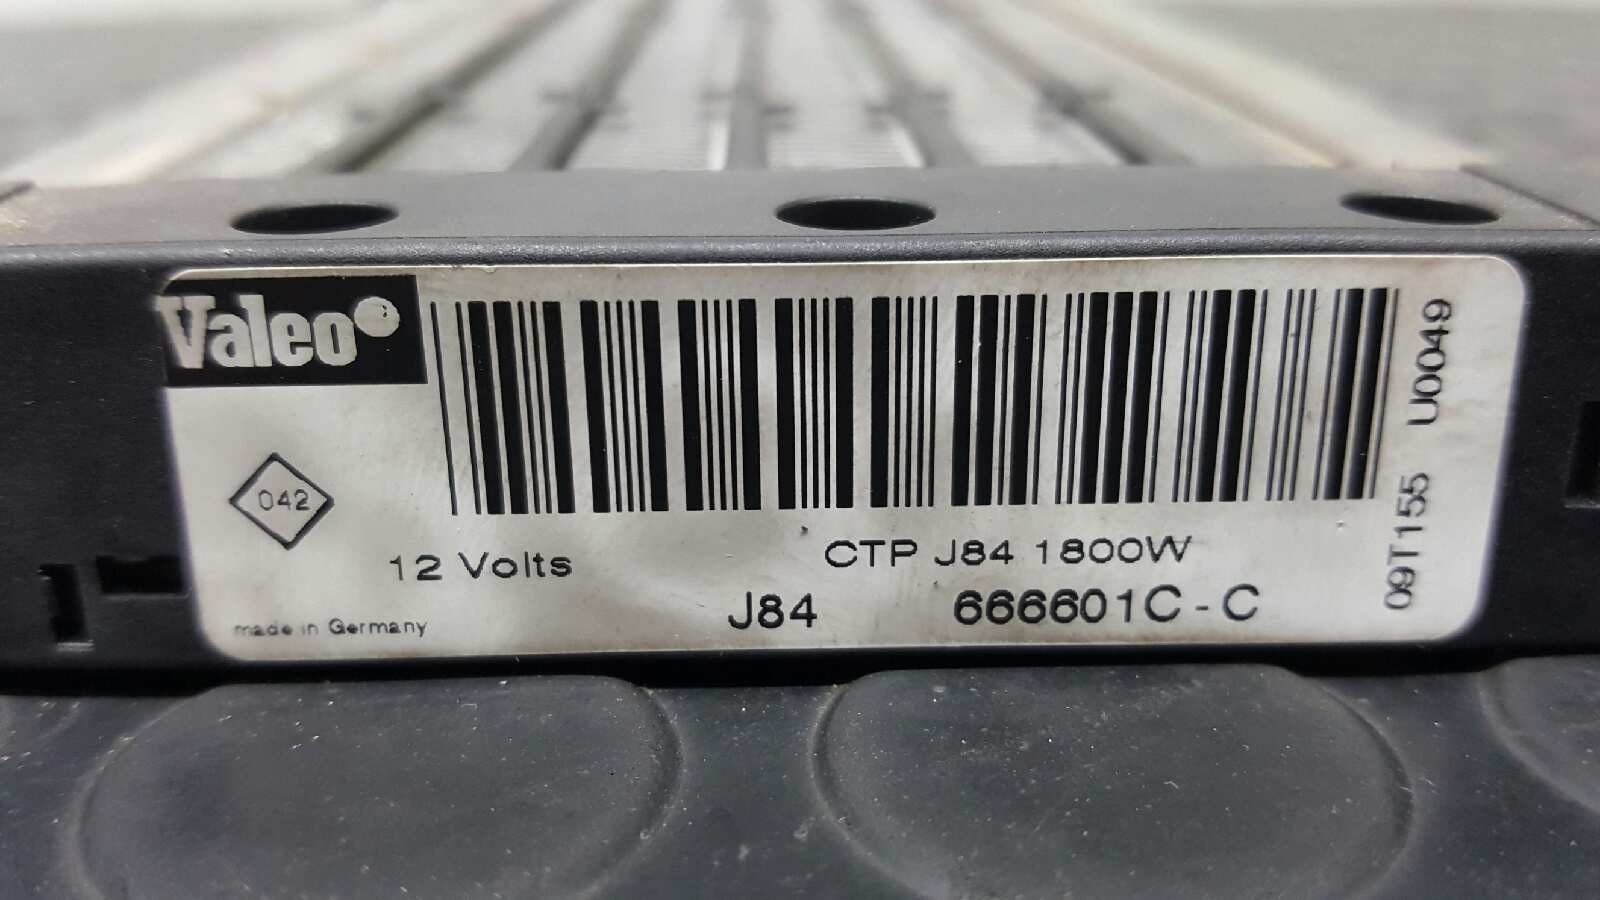 Valeo
042
12 Volts
CTP J84 1800W
J84 666601C - C
made in Germany
09T155 U0049